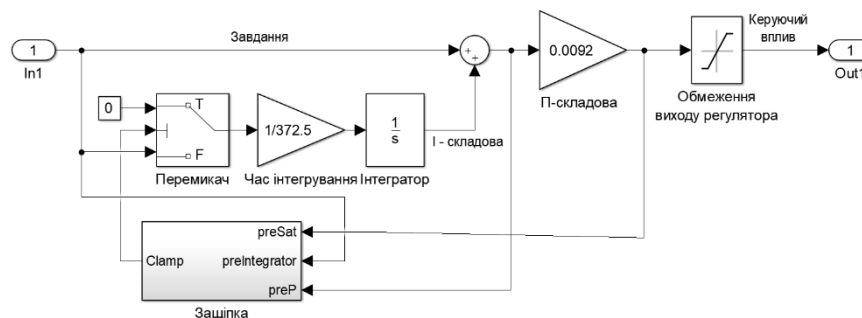 Завдання
Керуючий
вплив
1
In1
+
+
0.0092
П-складова
Обмеження
виходу регулятора
1
Out1
0
T
F
Перемикач
1/372.5
Час інтегрування
1
s
Інтегратор
І - складова
Clamp
preSat
preIntegrator
preP
Защіпка